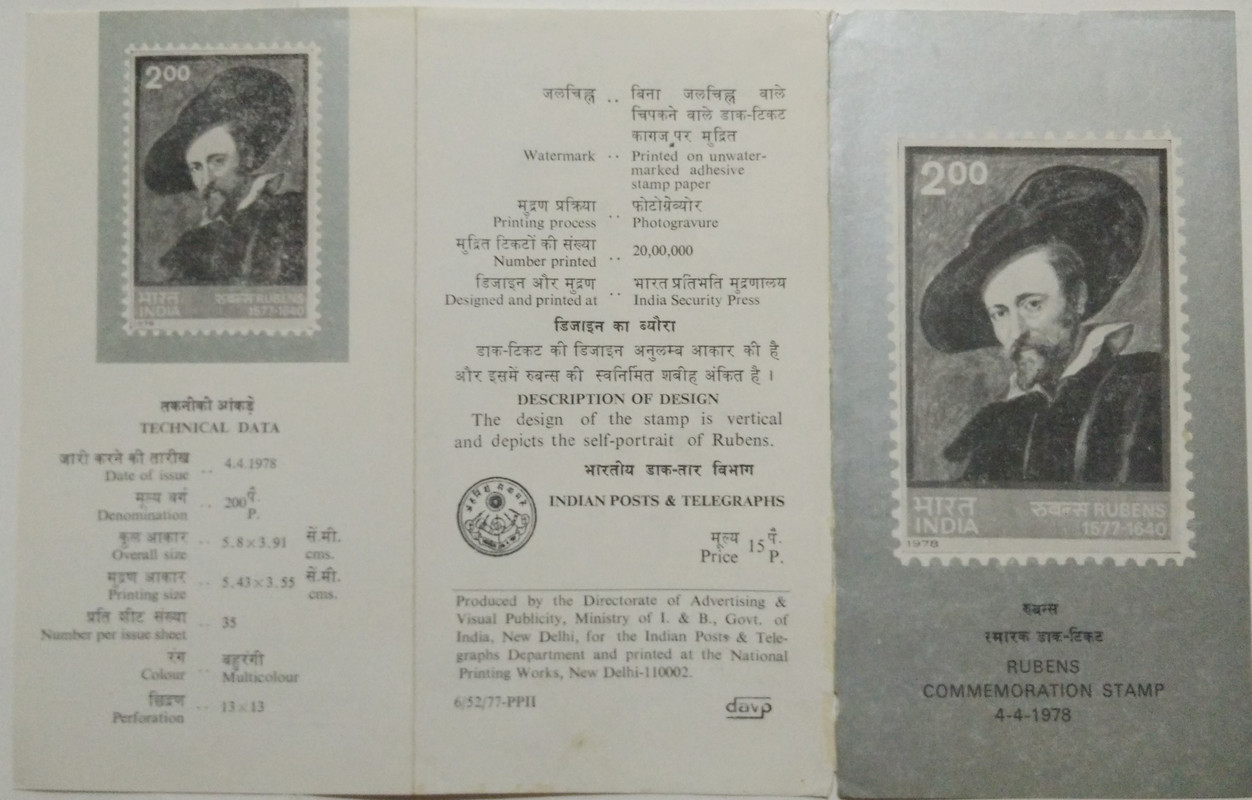 2.00
भारत
INDIA
रुबन्स RUBENS
1577-1640
1978
तकनीकी आंकड़े
TECHNICAL DATA
जारी करने की तारीख
Date of issue .. 4.4.1978
मूल्य वर्ग
Denomination .. 200 पै.
P.
कुल आकार
Overall size .. 5.8×3.91 सें.मी.
cms.
मुद्रण आकार
Printing size .. 5.43×3.55 सें.मी.
cms.
प्रति शीट संख्या
Number per issue sheet .. 35
रंग .. बहुरंगी
Colour Multicolour
छिद्रण
Perforation .. 13×13
जलचिह्न .. बिना जलचिह्न वाले
चिपकने वाले डाक-टिकट
कागज पर मुद्रित
Watermark .. Printed on unwater-
marked adhesive
stamp paper
मुद्रण प्रक्रिया .. फोटोग्रेव्योर
Printing process Photogravure
मुद्रित टिकटों की संख्या
Number printed .. 20,00,000
डिजाइन और मुद्रण .. भारत प्रतिभति मुद्रणालय
Designed and printed at India Security Press
डिजाइन का ब्यौरा
डाक-टिकट की डिजाइन अनुलम्ब आकार की है
और इसमें रुबन्स की स्वनिर्मित शबीह अंकित है ।
DESCRIPTION OF DESIGN
The design of the stamp is vertical
and depicts the self-portrait of Rubens.
भारतीय डाक-तार विभाग
INDIAN POSTS & TELEGRAPHS
मूल्य 15 पै.
Price P.
Produced by the Directorate of Advertising &
Visual Publicity, Ministry of I. & B., Govt. of
India, New Delhi, for the Indian Posts & Tele-
graphs Department and printed at the National
Printing Works, New Delhi-110002.
6/52/77-PPII
davp
2.00
भारत
INDIA
रुबन्स RUBENS
1577-1640
1978
रुबन्स
स्मारक डाक-टिकट
RUBENS
COMMEMORATION STAMP
4-4-1978